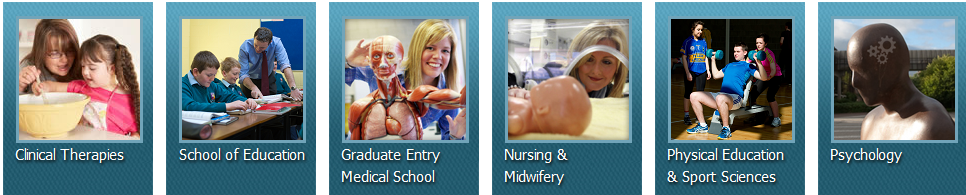 Clinical Therapies
School of Education
Graduate Entry
Medical School
Nursing &
Midwifery
Physical Education
& Sport Sciences
Psychology